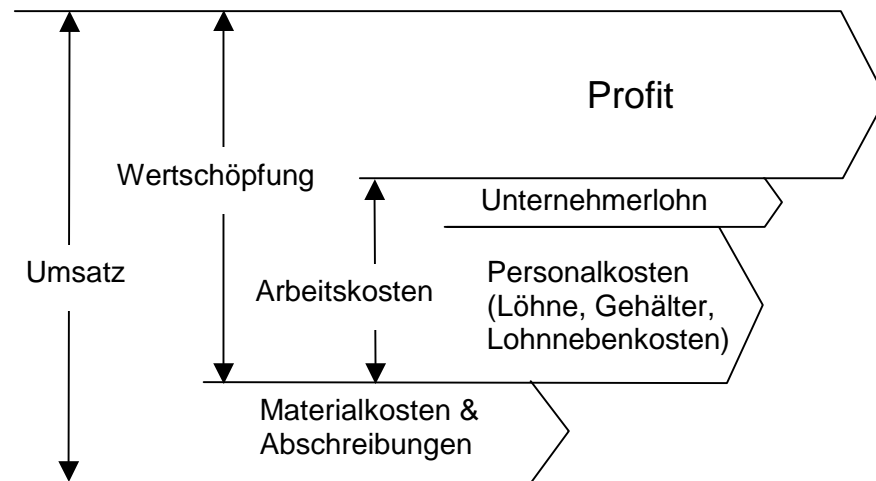 Profit
Wertschöpfung
Unternehmerlohn
Umsatz
Arbeitskosten
Personalkosten
(Löhne, Gehälter,
Lohnnebenkosten)
Materialkosten &
Abschreibungen